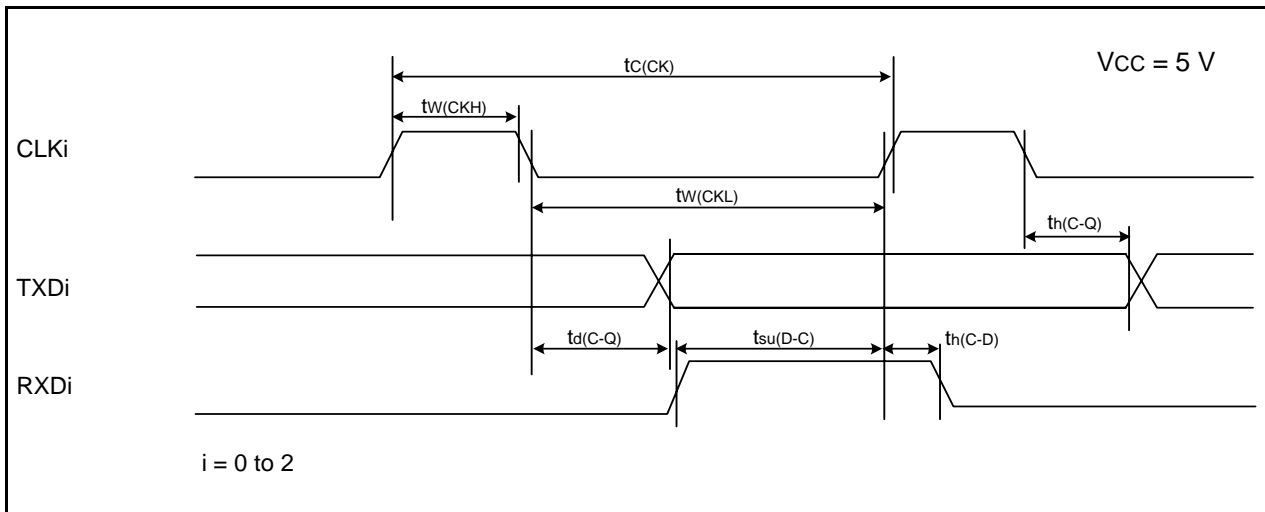 VCC = 5 V
tC(CK)
tW(CKH)
CLKi
tW(CKL)
th(C-Q)
TXDi
td(C-Q)
tsu(D-C)
th(C-D)
RXDi
i = 0 to 2